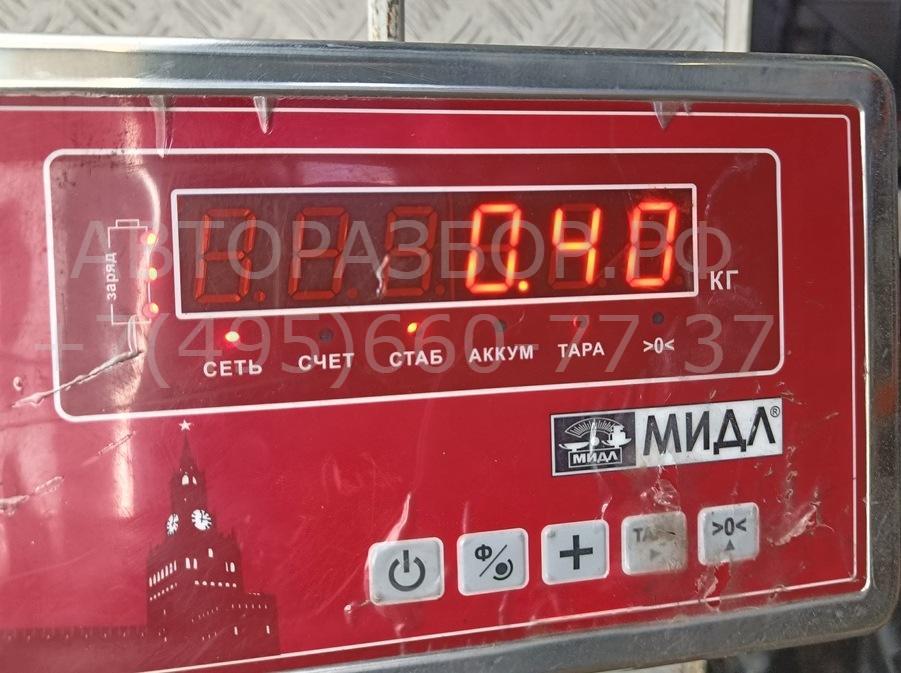 АВТОРАЗБОР.РФ
+7(495)660-77-37
заряд
0.40
КГ
СЕТЬ СЧЕТ СТАБ АККУМ ТАРА >0<
МИДЛ МИДЛ®
Ф/ + ТАРА >0<